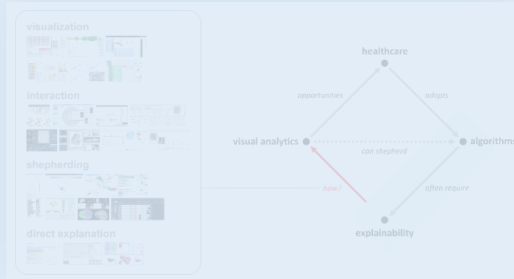 visualization
interaction
shepherding
direct explanation
healthcare
opportunities
adopts
visual analytics
can shepherd
algorithms
how?
often require
explainability